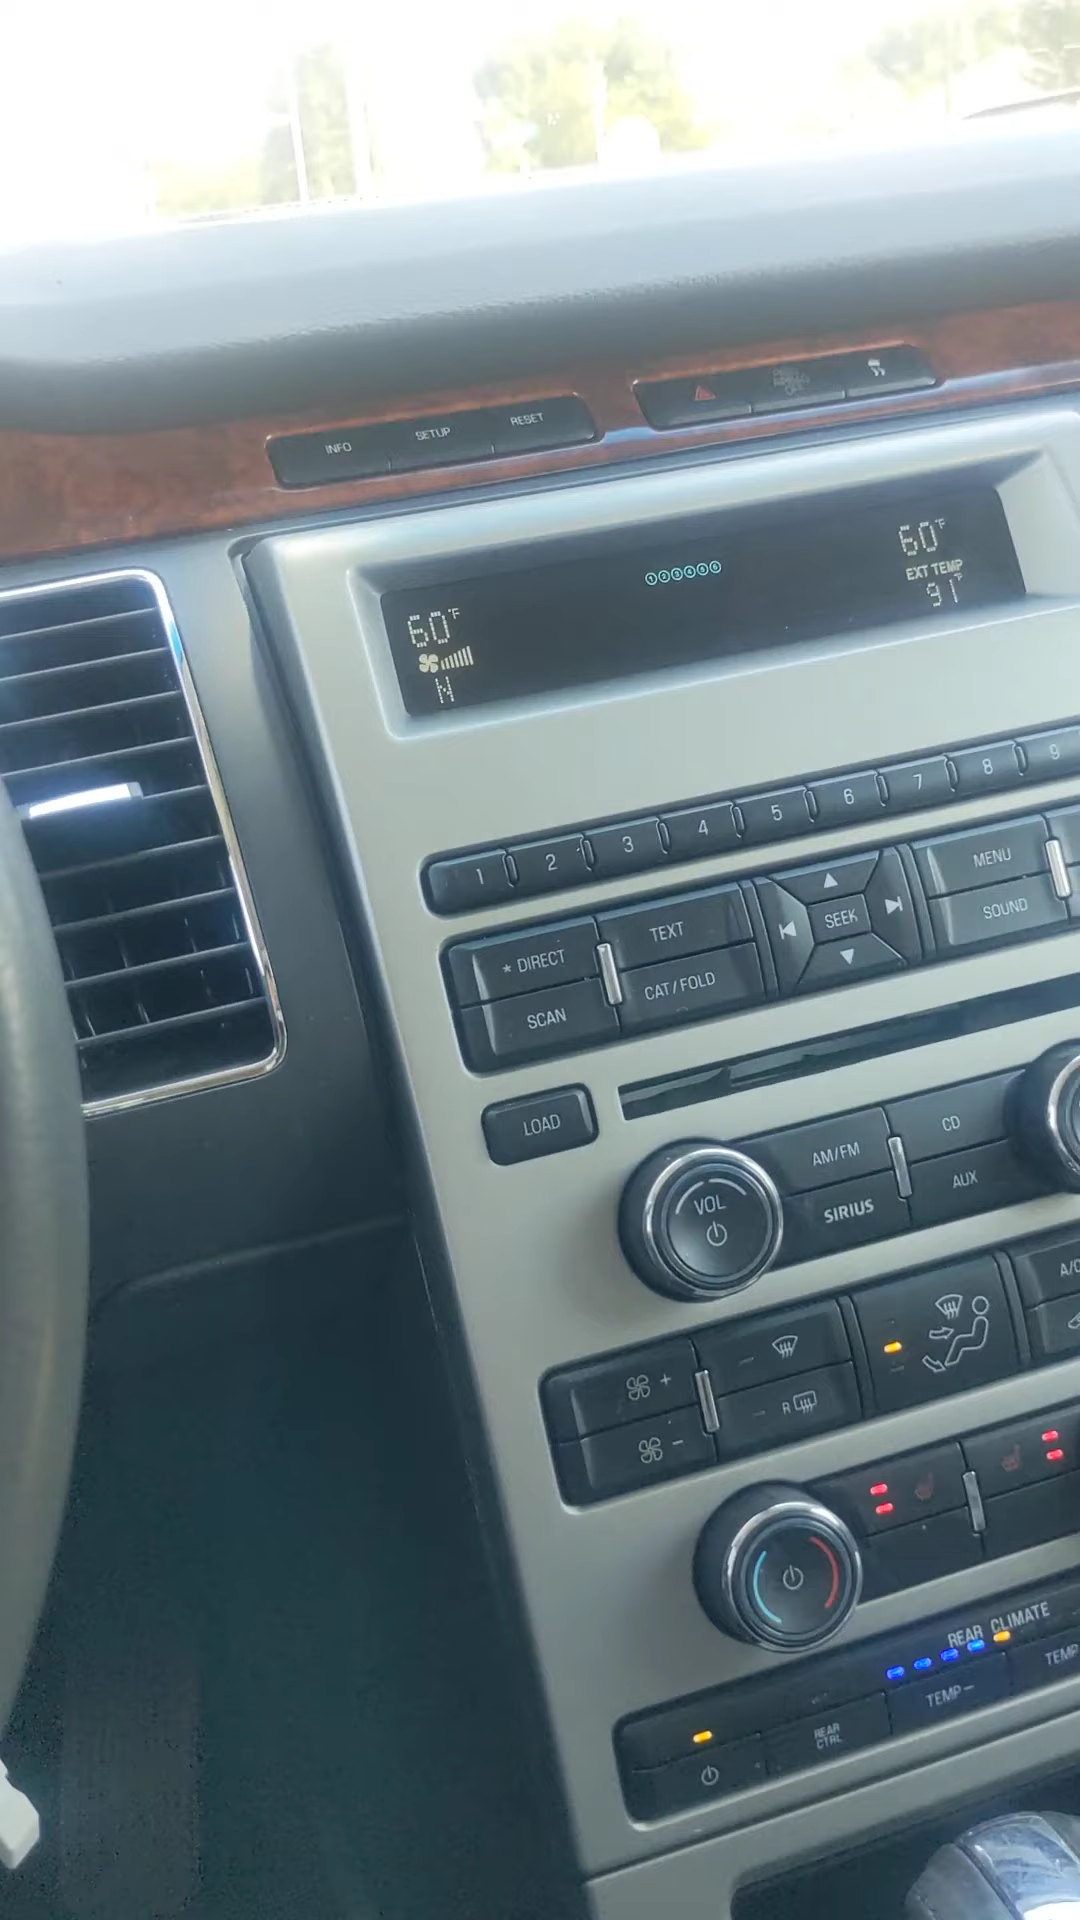 INFO
SETUP
RESET
60°F
①②③④⑤⑥
60°F
EXT TEMP
91°F
N
1
2
3
4
5
6
7
8
9
* DIRECT
TEXT
SCAN
CAT/FOLD
SEEK
MENU
SOUND
LOAD
VOL
AM/FM
CD
SIRIUS
AUX
A/C
+
-
R
REAR CLIMATE
TEMP-
TEMP
REAR
CTRL